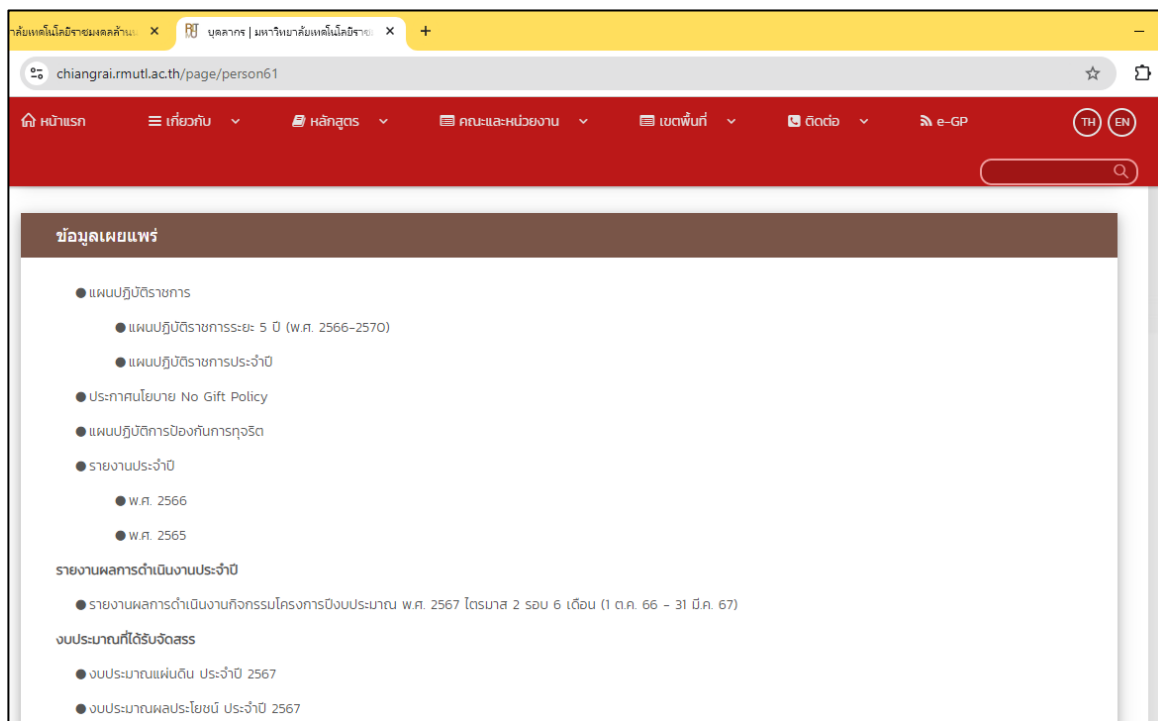 าลัยเทคโนโลยีราชมงคลล้านน
บุคลากร | มหาวิทยาลัยเทคโนโลยีราช
chiangrai.rmutl.ac.th/page/person61
หน้าแรก เกี่ยวกับ หลักสูตร คณะและหน่วยงาน เขตพื้นที่ ติดต่อ e-GP TH EN
ข้อมูลเผยแพร่
แผนปฏิบัติราชการ
แผนปฏิบัติราชการระยะ 5 ปี (พ.ศ. 2566-2570)
แผนปฏิบัติราชการประจำปี
ประกาศนโยบาย No Gift Policy
แผนปฏิบัติการป้องกันการทุจริต
รายงานประจำปี
พ.ศ. 2566
พ.ศ. 2565
รายงานผลการดำเนินงานประจำปี
รายงานผลการดำเนินงานกิจกรรมโครงการปีงบประมาณ พ.ศ. 2567 ไตรมาส 2 รอบ 6 เดือน (1 ต.ค. 66 - 31 มี.ค. 67)
งบประมาณที่ได้รับจัดสรร
งบประมาณแผ่นดิน ประจำปี 2567
งบประมาณผลประโยชน์ ประจำปี 2567